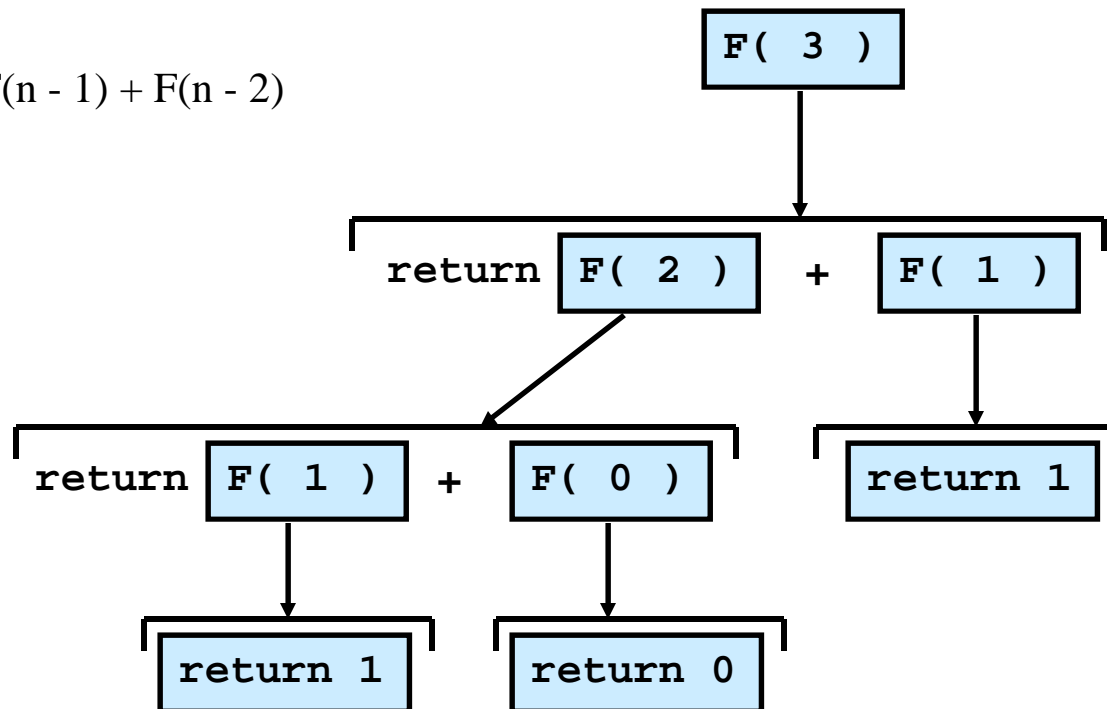 F( 3 )
(n - 1) + F(n - 2)
return F( 2 ) + F( 1 )
return F( 1 ) + F( 0 )
return 1
return 1
return 0